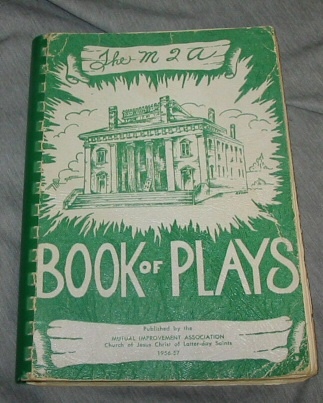 The M I A
BOOK OF PLAYS
Published by the
MUTUAL IMPROVEMENT ASSOCIATION
Church of Jesus Christ of Latter-day Saints
1956-57